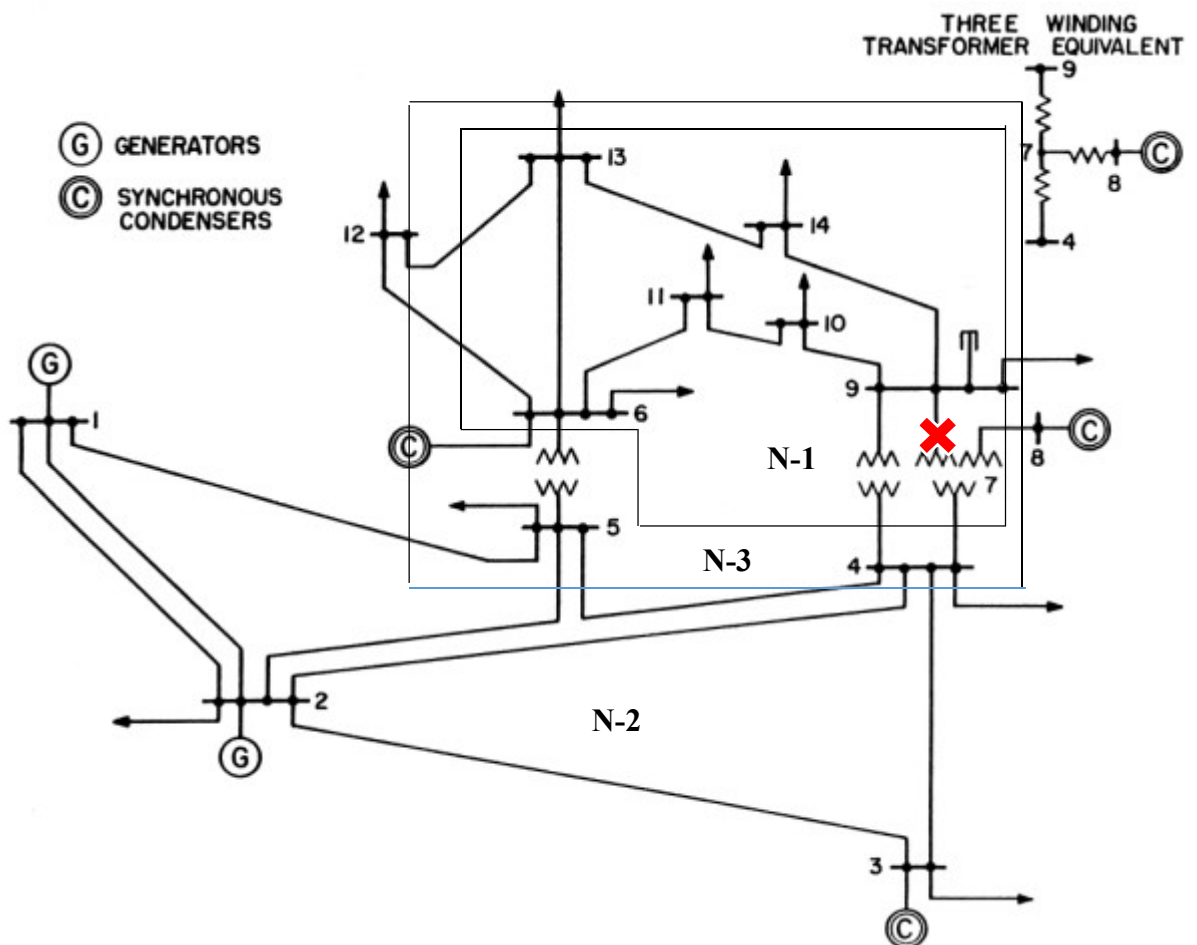 THREE WINDING
TRANSFORMER EQUIVALENT
9
7
C
8
4
G GENERATORS
C SYNCHRONOUS
CONDENSERS
13
12
14
11
10
G
1
9
6
C
N-1
8
C
7
5
N-3
4
2
N-2
G
3
C